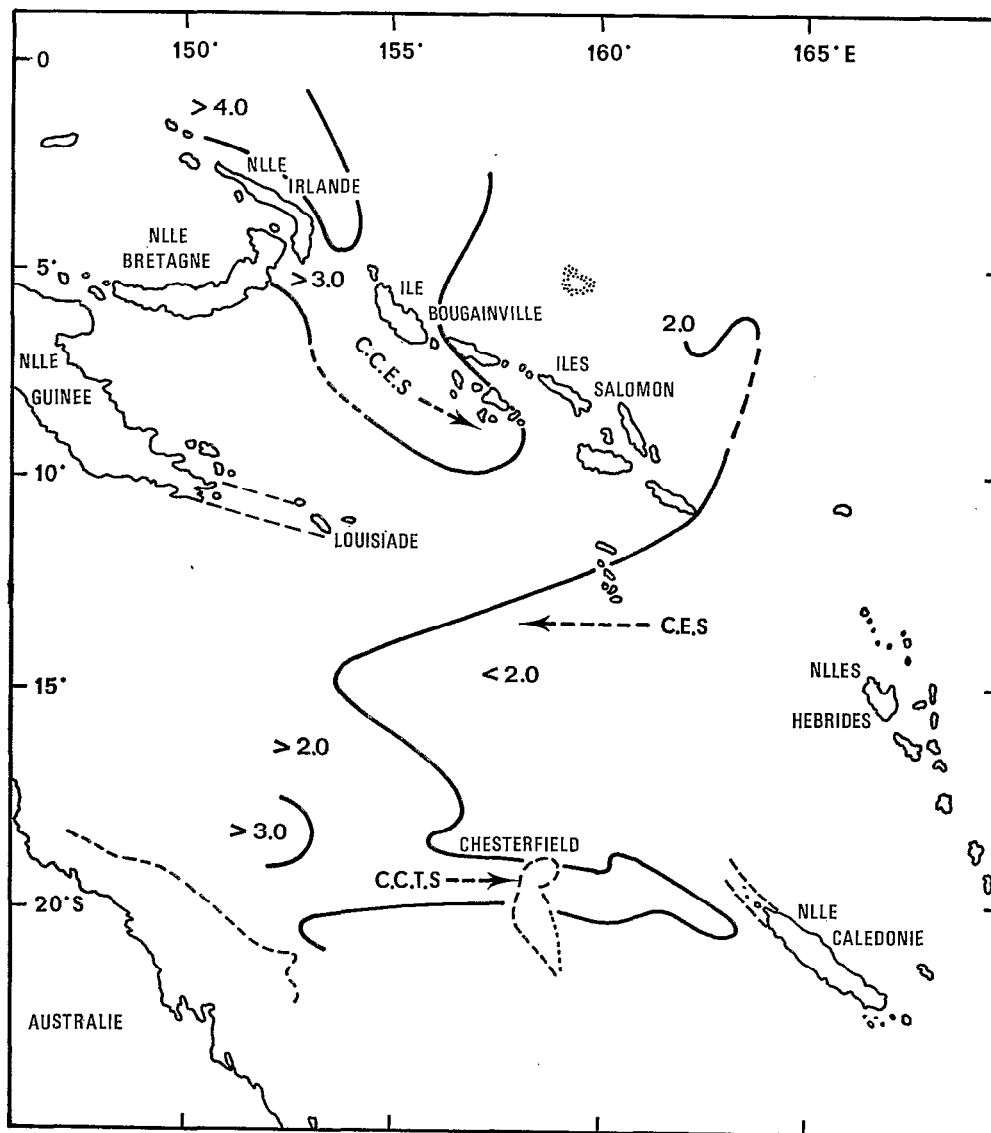 150°
155°
160°
165°E
0
> 4.0
NLLE
IRLANDE
NLLE
BRETAGNE
> 3.0
5°
ILE
BOUGAINVILLE
2.0
C.C.E.S
ILES
SALOMON
NLLE
GUINEE
10°
LOUISIADE
C.E.S
< 2.0
15°
NLLES
HEBRIDES
> 2.0
> 3.0
CHESTERFIELD
C.C.T.S
20°S
NLLE
CALEDONIE
AUSTRALIE